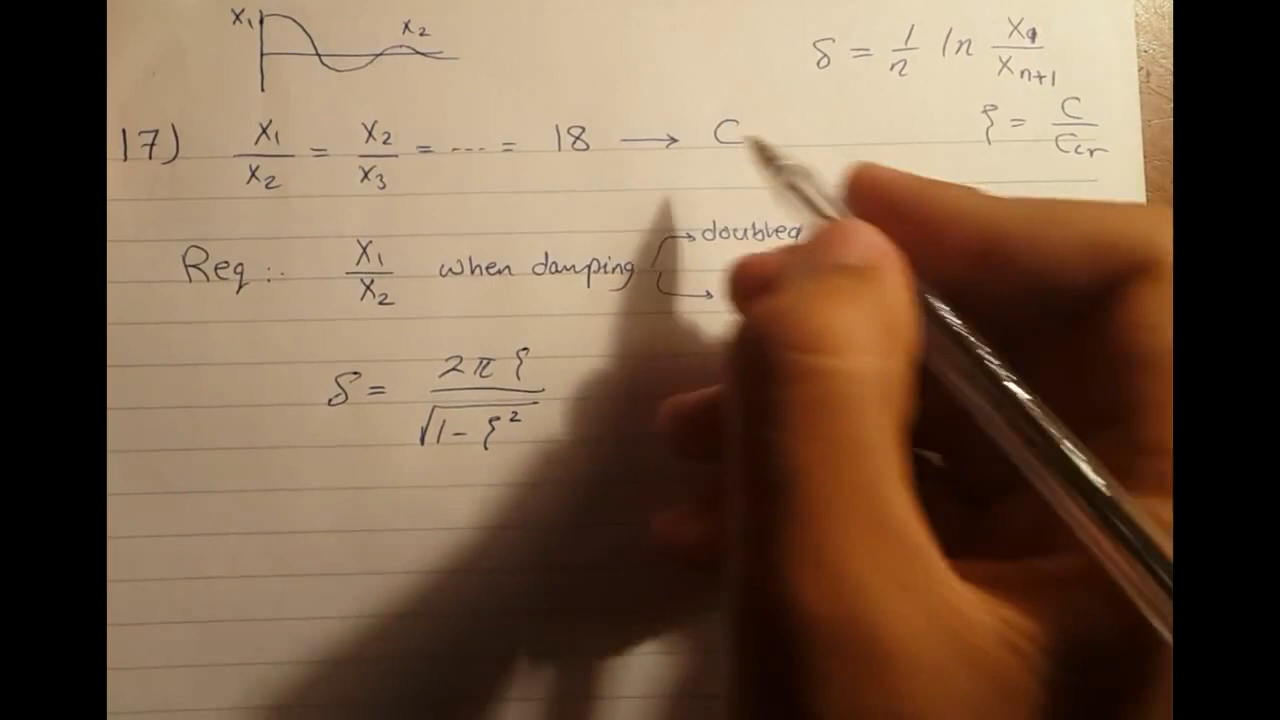 x₁ x₂
δ = 1/n ln x₁/xₙ₊₁
ξ = C/Ccr
17) x₁/x₂ = x₂/x₃ = ---- = 18 → C
Req:. x₁/x₂ when damping → doubled
δ = 2πξ/√(1-ξ²)